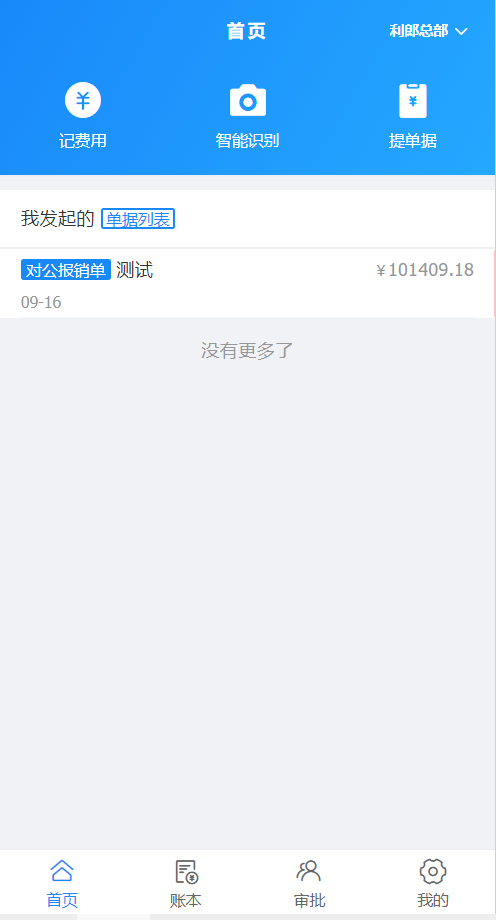 首页 利郎总部
记费用 智能识别 提单据
我发起的 单据列表
对公报销单 测试 ¥101409.18
09-16
没有更多了
首页 账本 审批 我的